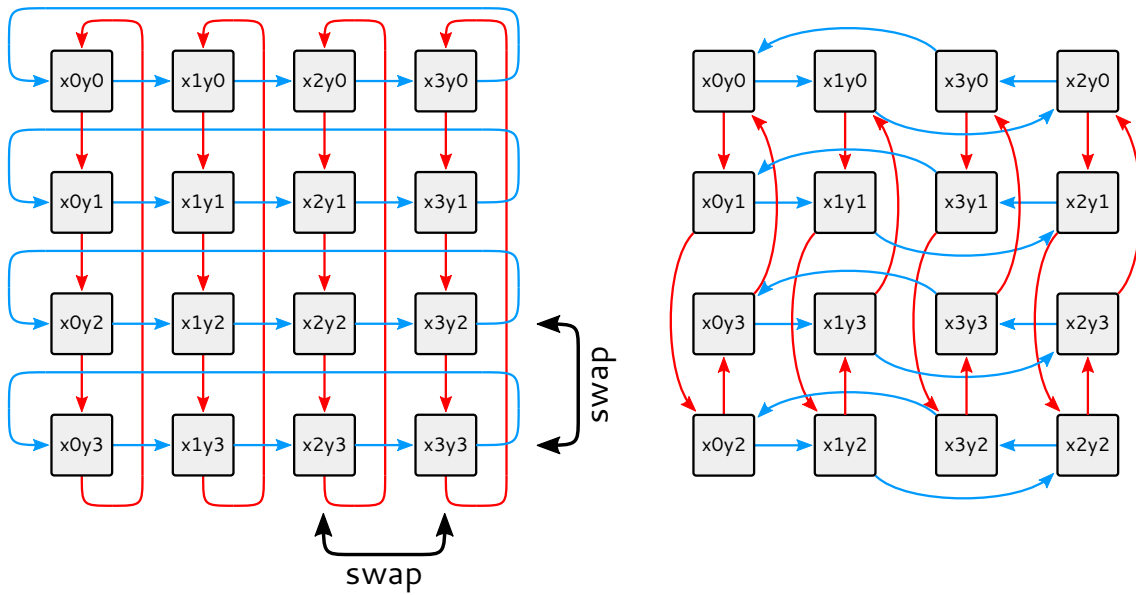 x0y0 x1y0 x2y0 x3y0
x0y1 x1y1 x2y1 x3y1
x0y2 x1y2 x2y2 x3y2
x0y3 x1y3 x2y3 x3y3
swap
swap
x0y0 x1y0 x3y0 x2y0
x0y1 x1y1 x3y1 x2y1
x0y3 x1y3 x3y3 x2y3
x0y2 x1y2 x3y2 x2y2